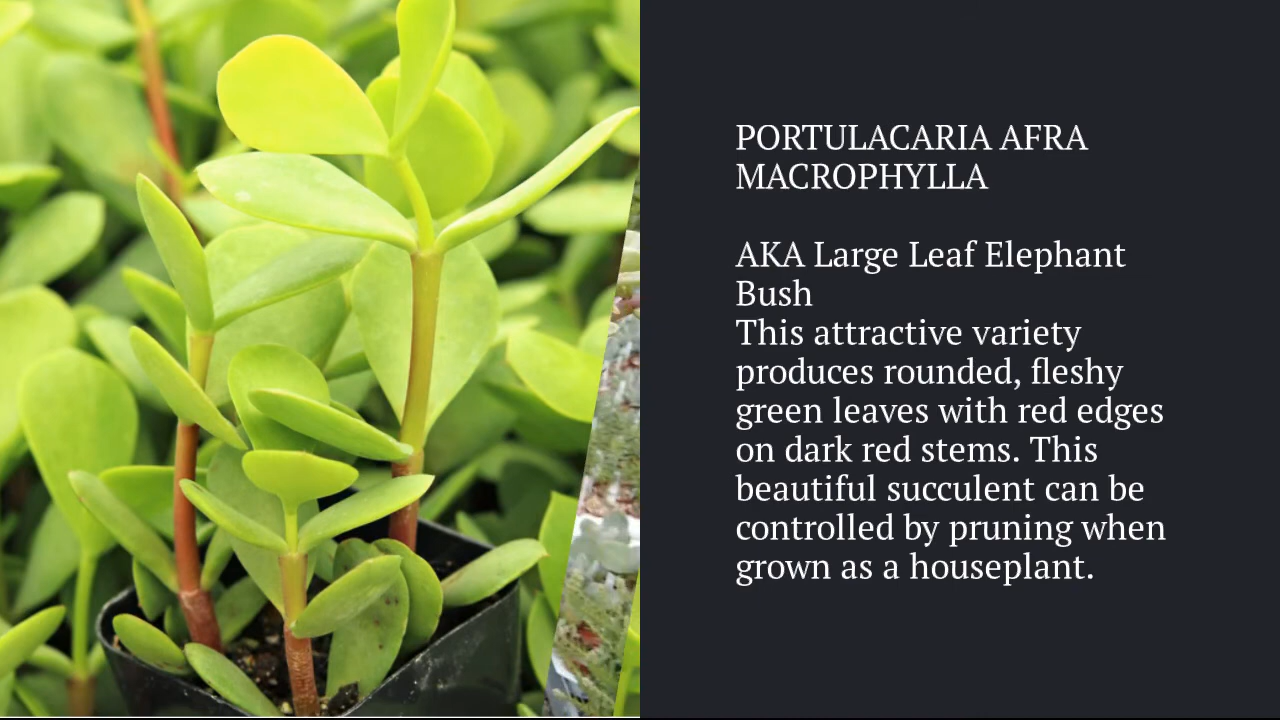 PORTULACARIA AFRA
MACROPHYLLA
AKA Large Leaf Elephant
Bush
This attractive variety
produces rounded, fleshy
green leaves with red edges
on dark red stems. This
beautiful succulent can be
controlled by pruning when
grown as a houseplant.